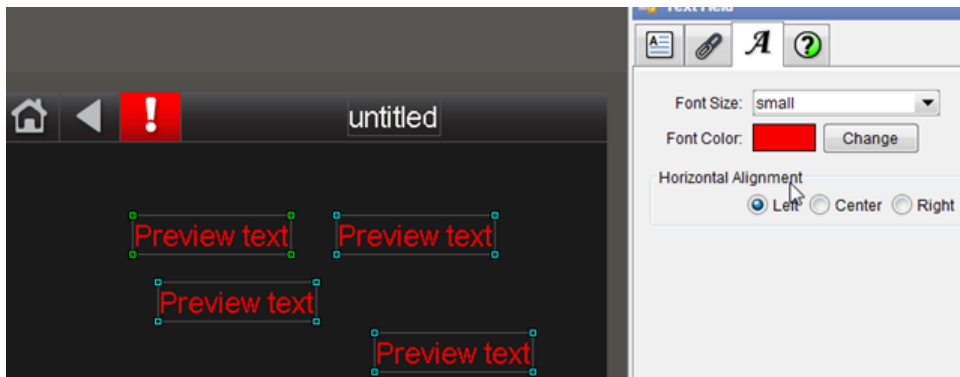 Text Field
A
?
!
untitled
Font Size: small
Font Color: Change
Horizontal Alignment
Left Center Right
Preview text Preview text
Preview text
Preview text